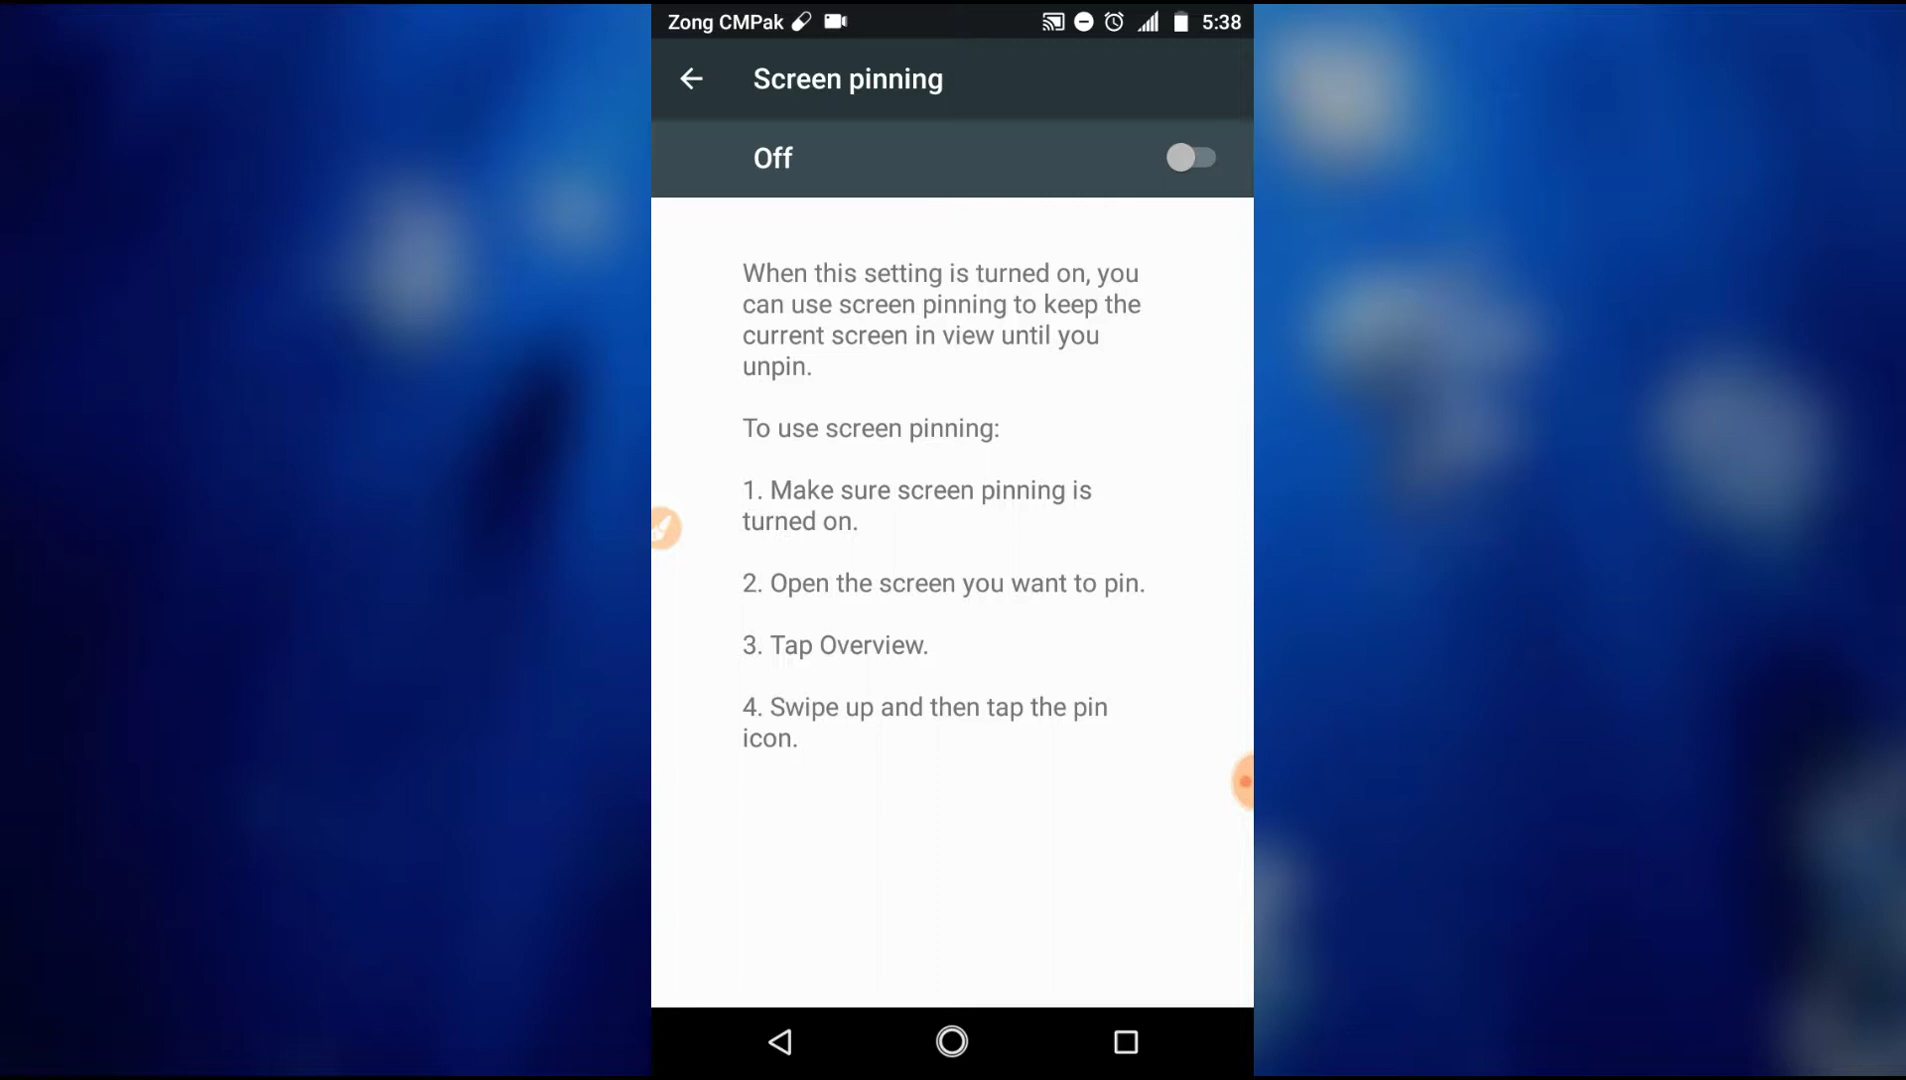 Zong CMPak 5:38
Screen pinning
Off
When this setting is turned on, you
can use screen pinning to keep the
current screen in view until you
unpin.
To use screen pinning:
1. Make sure screen pinning is
turned on.
2. Open the screen you want to pin.
3. Tap Overview.
4. Swipe up and then tap the pin
icon.